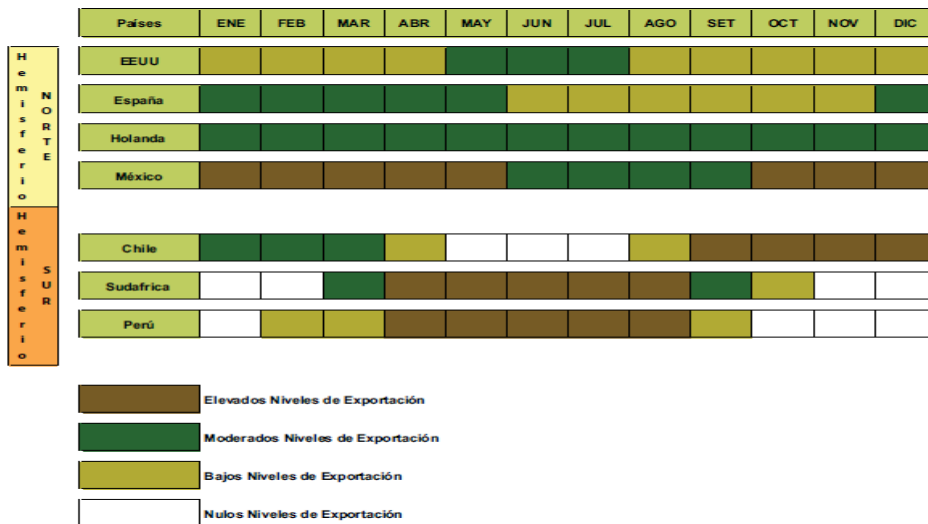 Países ENE FEB MAR ABR MAY JUN JUL AGO SET OCT NOV DIC
Hemisferio NORTE
EEUU
España
Holanda
México
Hemisferio SUR
Chile
Sudafrica
Perú
Elevados Niveles de Exportación
Moderados Niveles de Exportación
Bajos Niveles de Exportación
Nulos Niveles de Exportación